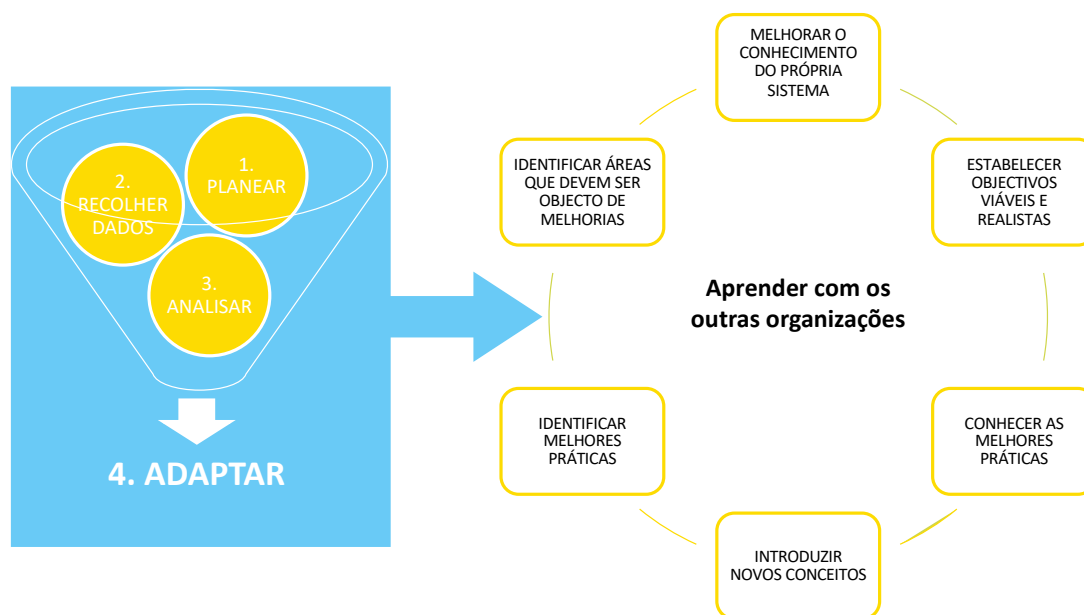 1.
PLANEAR
2.
RECOLHER
DADOS
3.
ANALISAR
4. ADAPTAR
MELHORAR O
CONHECIMENTO
DO PRÓPRIA
SISTEMA
ESTABELECER
OBJECTIVOS
VIÁVEIS E
REALISTAS
CONHECER AS
MELHORES
PRÁTICAS
INTRODUZIR
NOVOS CONCEITOS
IDENTIFICAR
MELHORES
PRÁTICAS
IDENTIFICAR ÁREAS
QUE DEVEM SER
OBJECTO DE
MELHORIAS
Aprender com os
outras organizações